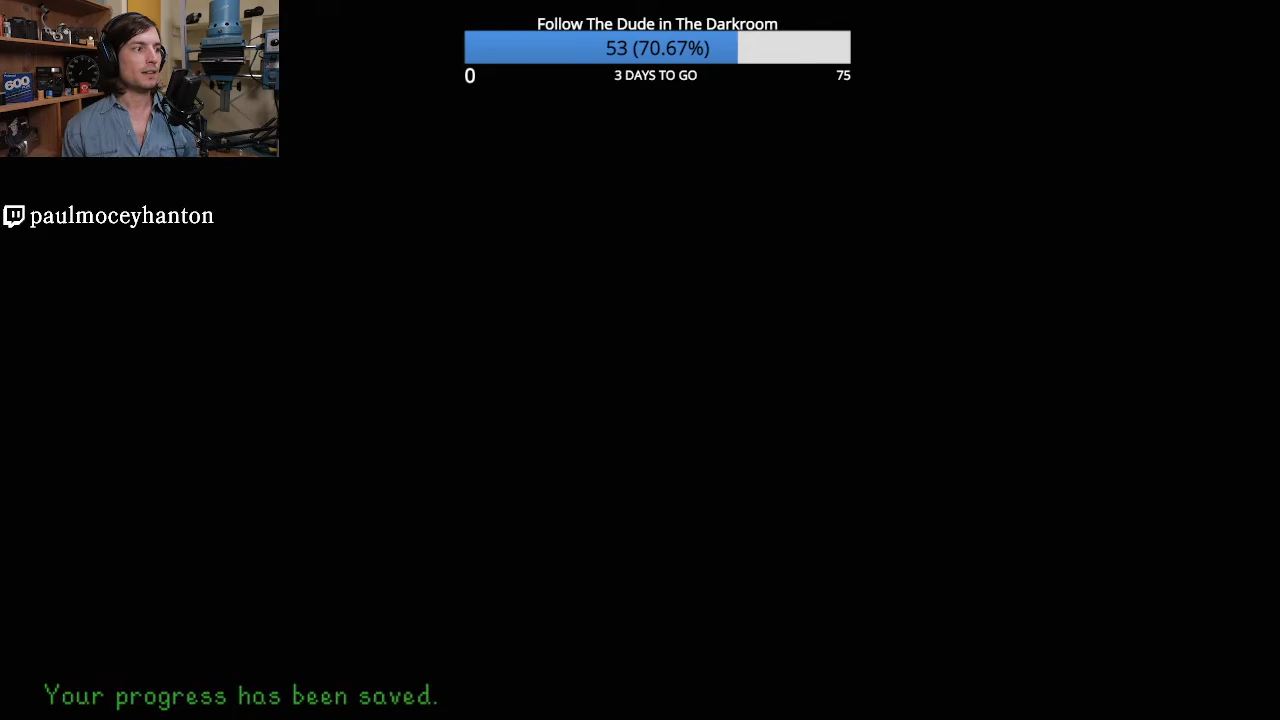 Follow The Dude in The Darkroom
53 (70.67%)
0 3 DAYS TO GO 75
600
paulmoceyhanton
Your progress has been saved.